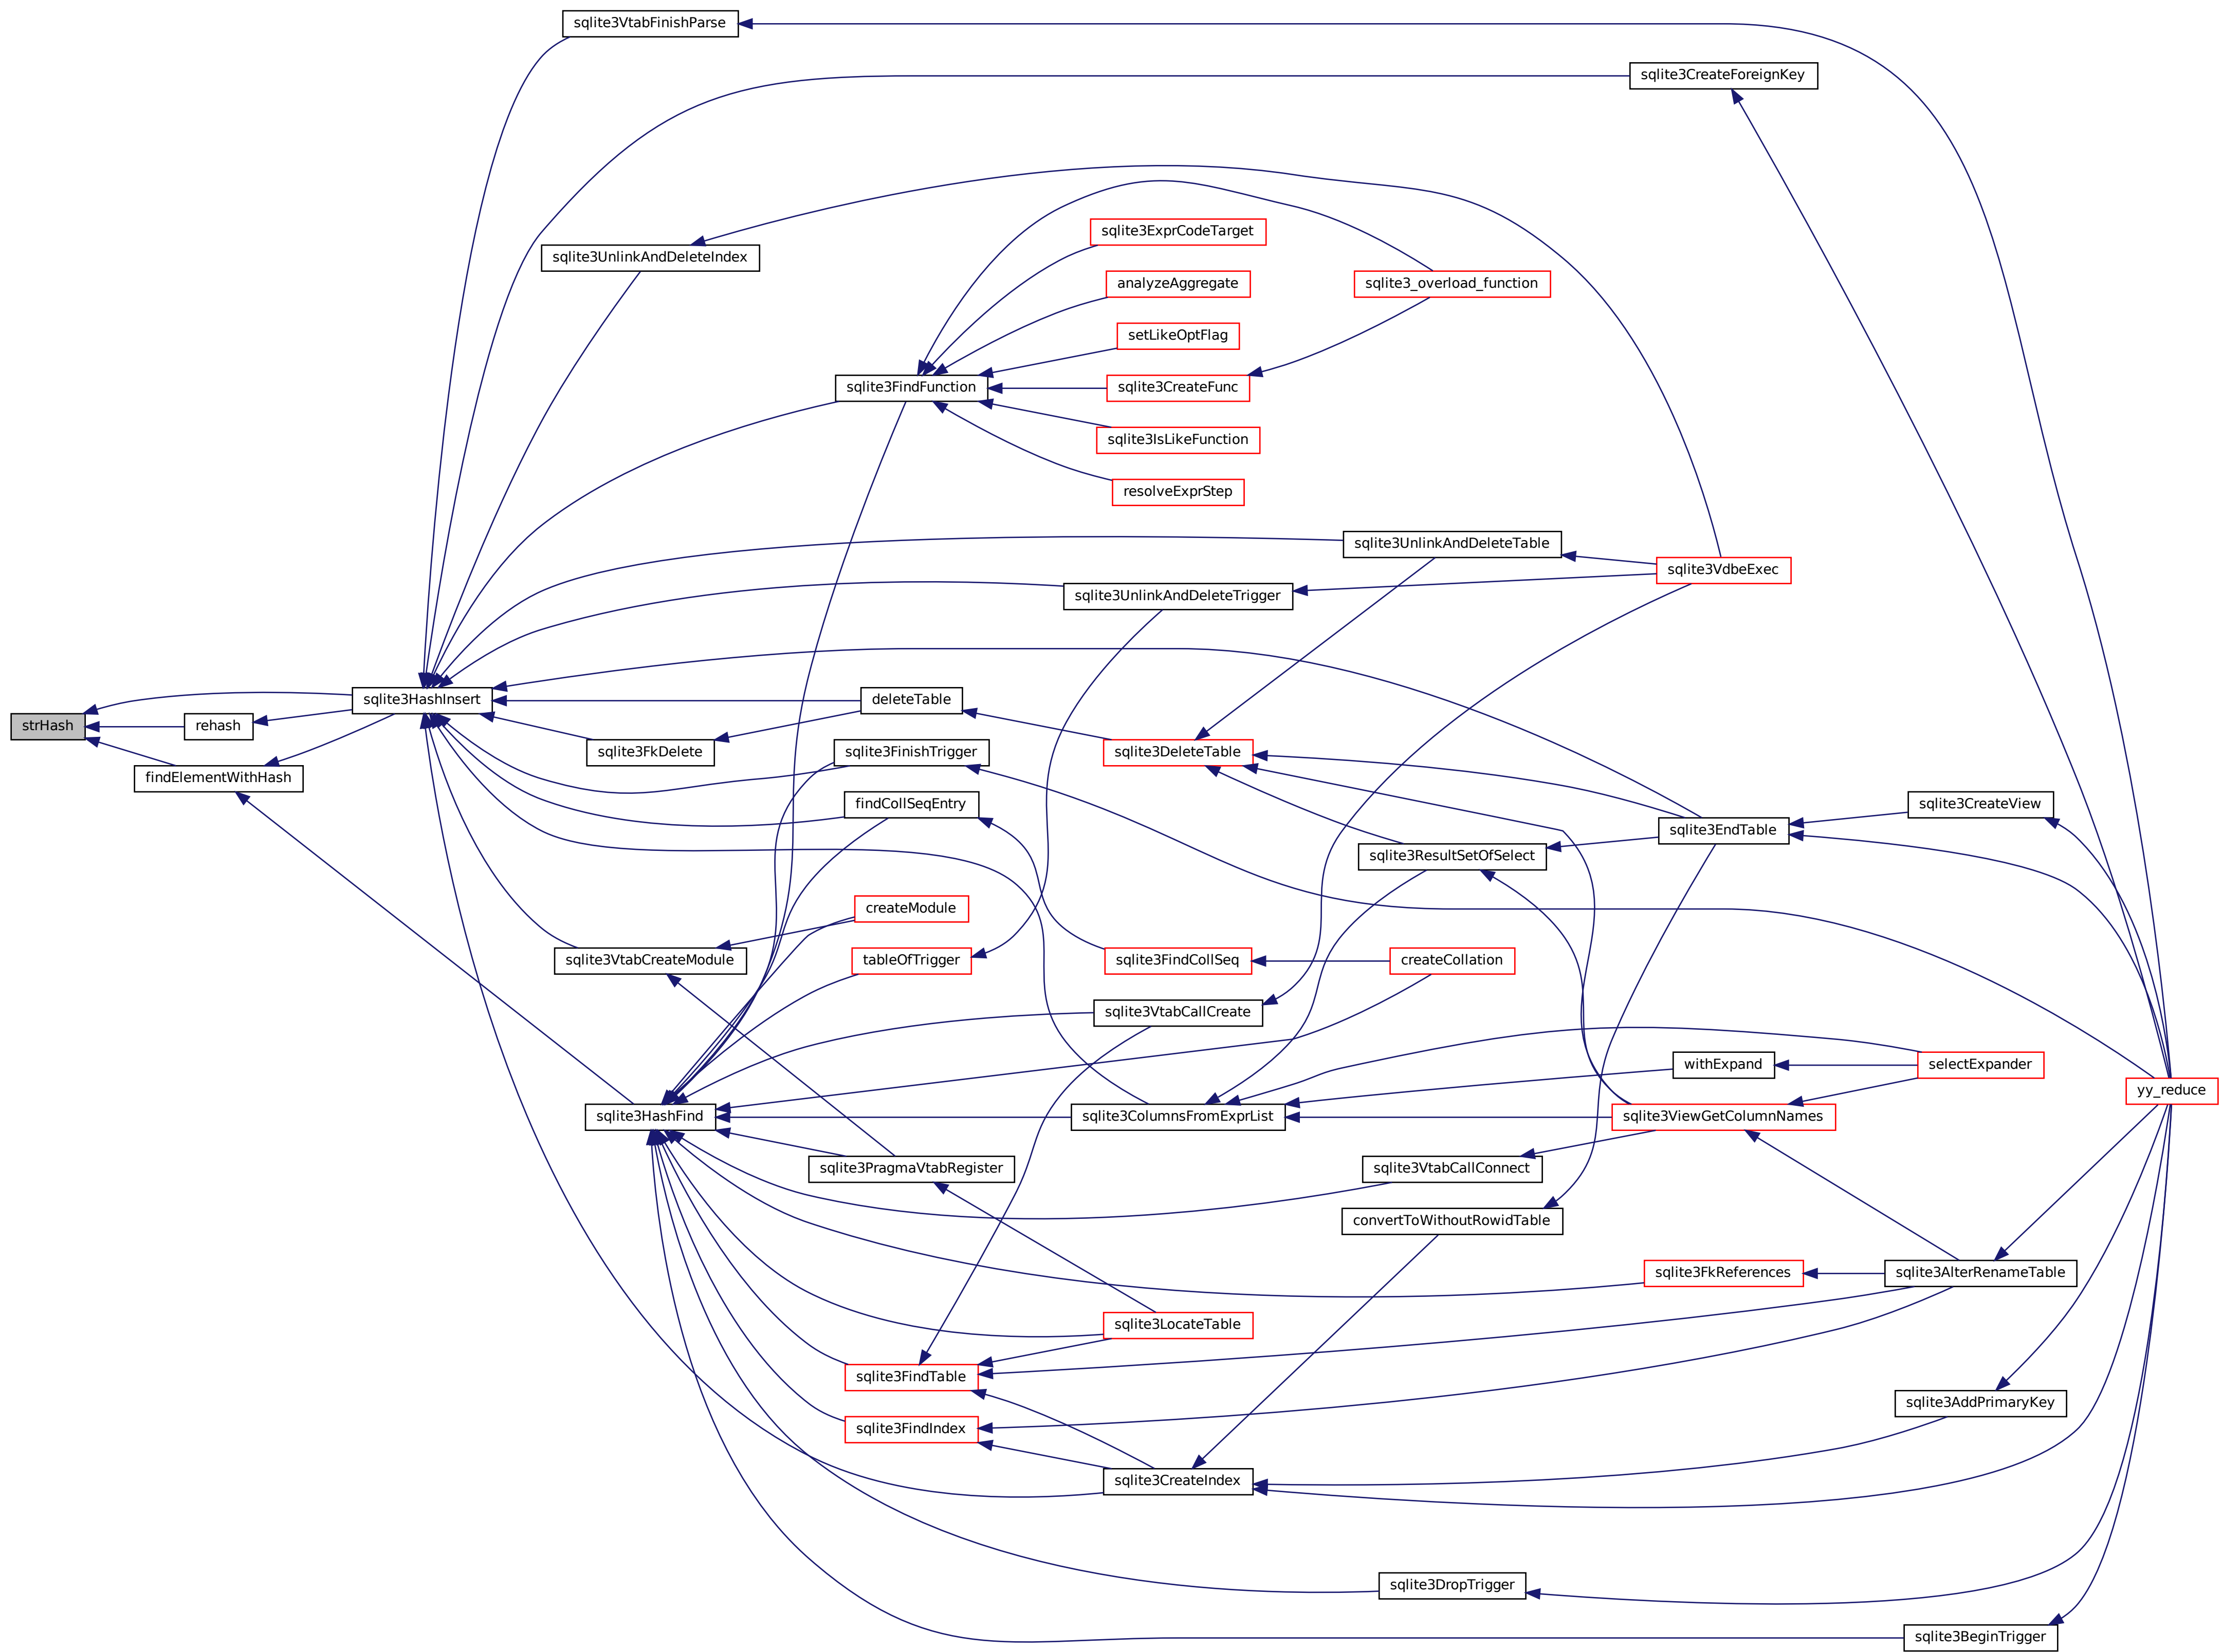 sqlite3VtabFinishParse
sqlite3CreateForeignKey
sqlite3ExprCodeTarget
sqlite3UnlinkAndDeleteIndex
analyzeAggregate
sqlite3_overload_function
setLikeOptFlag
sqlite3FindFunction
sqlite3CreateFunc
sqlite3IsLikeFunction
resolveExprStep
sqlite3UnlinkAndDeleteTable
sqlite3VdbeExec
sqlite3UnlinkAndDeleteTrigger
sqlite3HashInsert
deleteTable
strHash
rehash
sqlite3FkDelete
sqlite3FinishTrigger
sqlite3DeleteTable
findElementWithHash
findCollSeqEntry
sqlite3CreateView
sqlite3EndTable
sqlite3ResultSetOfSelect
createModule
sqlite3VtabCreateModule
tableOfTrigger
sqlite3FindCollSeq
createCollation
sqlite3VtabCallCreate
withExpand
selectExpander
yy_reduce
sqlite3HashFind
sqlite3ColumnsFromExprList
sqlite3ViewGetColumnNames
sqlite3PragmaVtabRegister
sqlite3VtabCallConnect
convertToWithoutRowidTable
sqlite3FkReferences
sqlite3AlterRenameTable
sqlite3LocateTable
sqlite3FindTable
sqlite3AddPrimaryKey
sqlite3FindIndex
sqlite3CreateIndex
sqlite3DropTrigger
sqlite3BeginTrigger